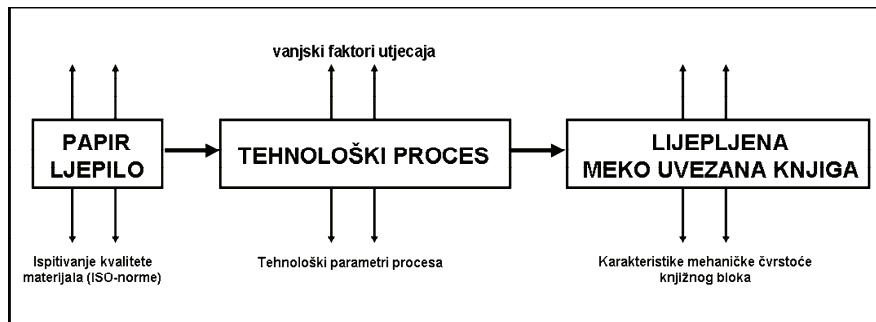 vanjski faktori utjecaja
PAPIR
LJEPILO
TEHNOLOŠKI PROCES
LIJEPLJENA
MEKO UVEZANA KNJIGA
Ispitivanje kvalitete
materijala (ISO-norme)
Tehnološki parametri procesa
Karakteristike mehaničke čvrstoće
knjižnog bloka